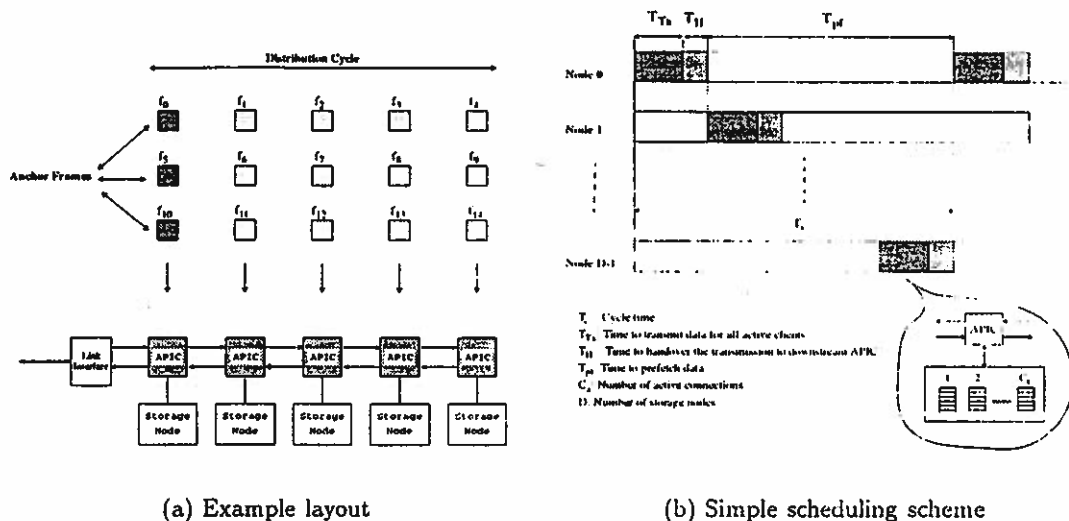 Distribution Cycle
f0 f1 f2 f3 f4
f5 f6 f7 f8 f9
Anchor Frames
f10 f11 f12 f13 f14
Link Interface
APIC APIC APIC APIC APIC
Storage Node Storage Node Storage Node Storage Node Storage Node
(a) Example layout
TTx TH Tpf
Node 0
Node 1
Node D-1
Tc Cycle time
TTx Time to transmit data for all active clients
TH Time to handover the transmission to downstream APIC
Tpf Time to prefetch data
Ca Number of active connections
D: Number of storage nodes
APIC
1 2 Ca
(b) Simple scheduling scheme